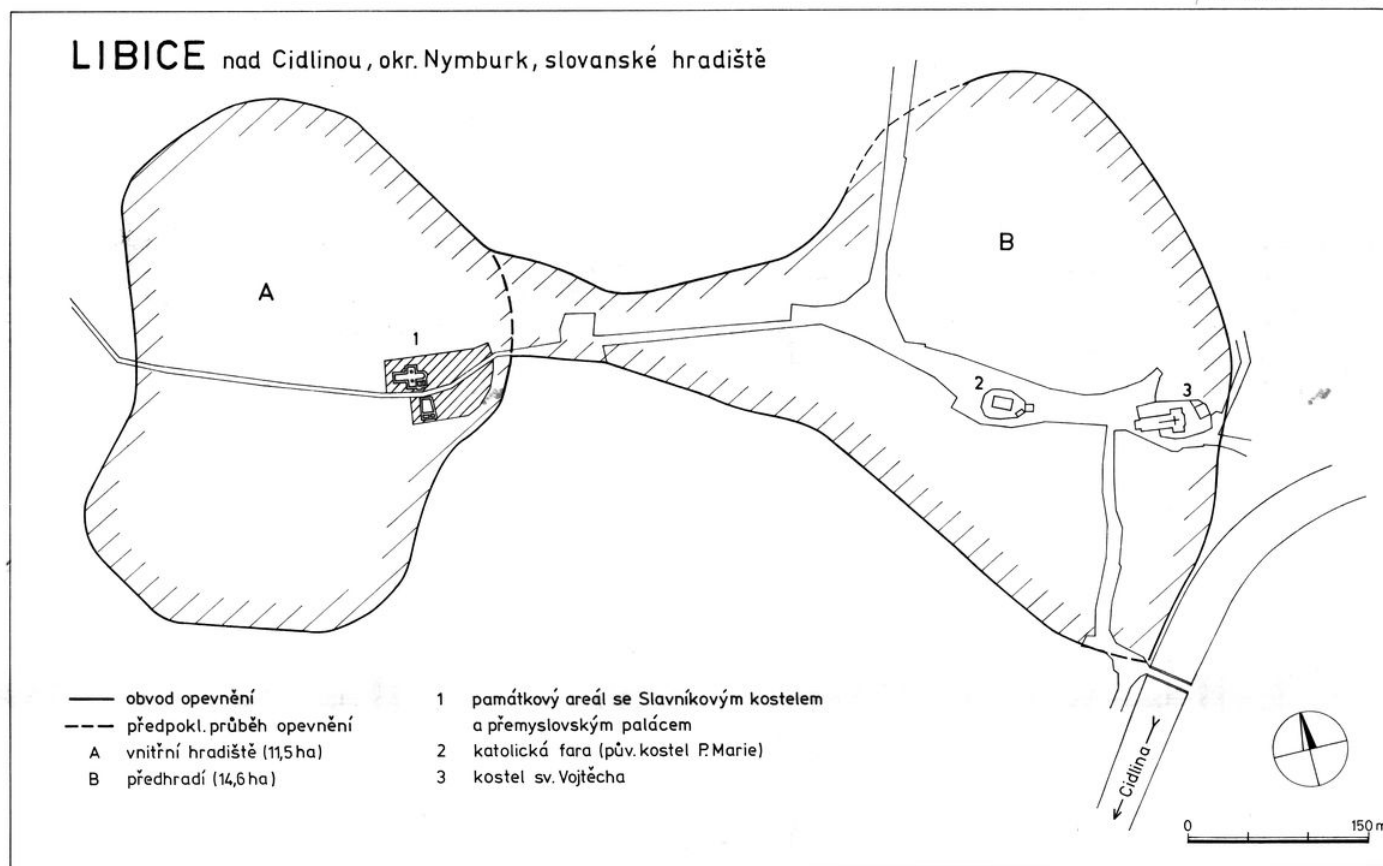 LIBICE nad Cidlinou, okr. Nymburk, slovanské hradiště
A
B
1
2
3
obvod opevnění
předpokl. průběh opevnění
A vnitřní hradiště (11,5 ha)
B předhradí (14,6 ha)
1 památkový areál se Slavníkovým kostelem
a přemyslovským palácem
2 katolická fara (pův. kostel P. Marie)
3 kostel sv. Vojtěcha
Cidlina
0 150 m